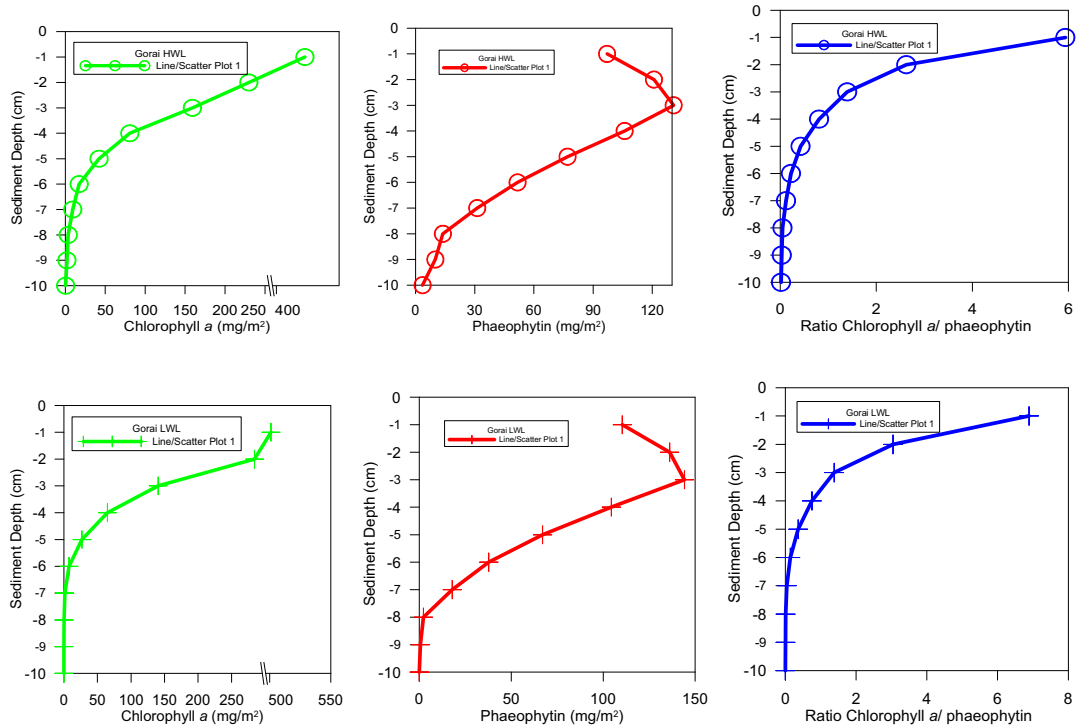 0
-1
-2
-3
-4
-5
-6
-7
-8
-9
-10
Sediment Depth (cm)
Gorai HWL
Line/Scatter Plot 1
0 50 100 150 200 250 400
Chlorophyll a (mg/m²)
0
-1
-2
-3
-4
-5
-6
-7
-8
-9
-10
Sediment Depth (cm)
Gorai HWL
Line/Scatter Plot 1
0 30 60 90 120
Phaeophytin (mg/m²)
0
-1
-2
-3
-4
-5
-6
-7
-8
-9
-10
Sediment Depth (cm)
Gorai HWL
Line/Scatter Plot 1
0 2 4 6
Ratio Chlorophyll a/ phaeophytin
0
-1
-2
-3
-4
-5
-6
-7
-8
-9
-10
Sediment Depth (cm)
Gorai LWL
Line/Scatter Plot 1
0 50 100 150 200 250 500 550
Chlorophyll a (mg/m²)
0
-1
-2
-3
-4
-5
-6
-7
-8
-9
-10
Sediment Depth (cm)
Gorai LWL
Line/Scatter Plot 1
0 50 100 150
Phaeophytin (mg/m²)
0
-1
-2
-3
-4
-5
-6
-7
-8
-9
-10
Sediment Depth (cm)
Gorai LWL
Line/Scatter Plot 1
0 2 4 6 8
Ratio Chlorophyll a/ phaeophytin